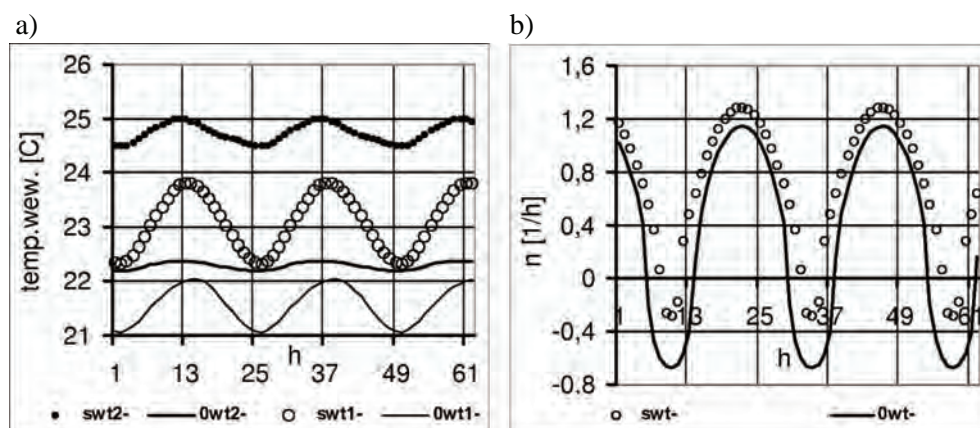 a)
b)
26
25
24
23
22
21
temp.wew. [C]
1 13 25 37 49 61
h
swt2- 0wt2- swt1- 0wt1-
1,6
1,2
0,8
0,4
0
-0,4
-0.8
n [1/h]
1 13 25 37 49 61
h
swt- 0wt-